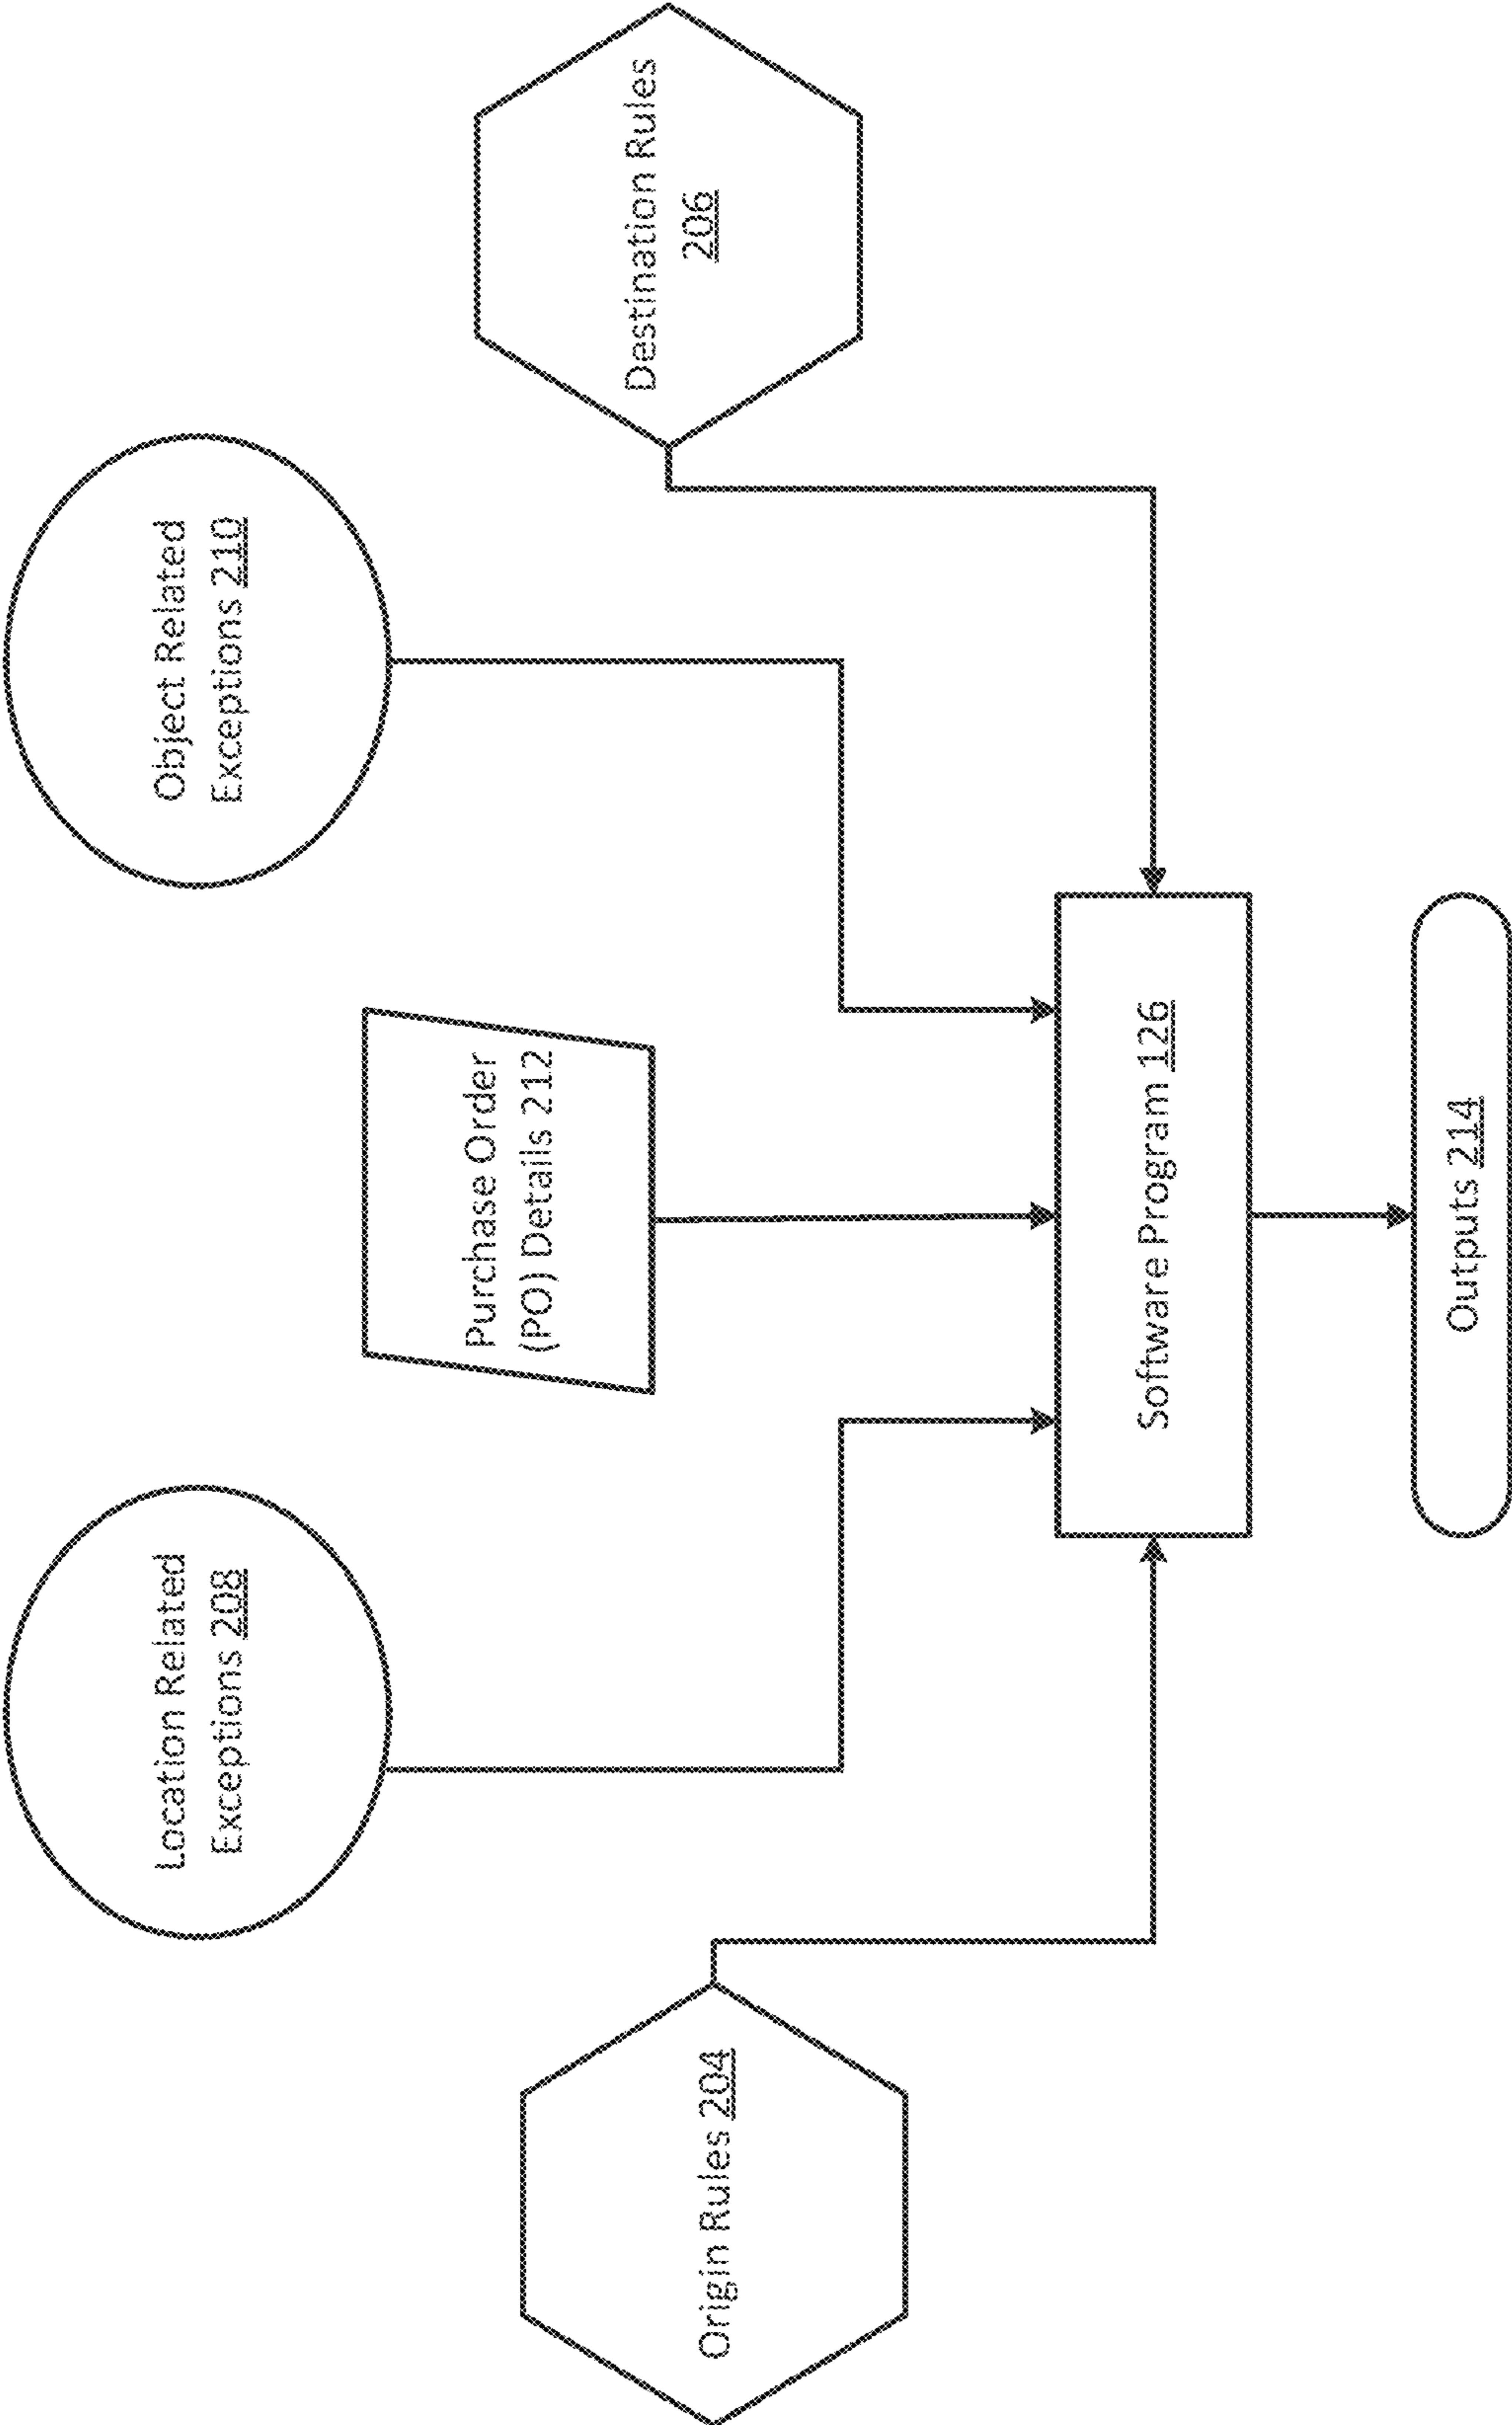 Location Related
Exceptions 208
Object Related
Exceptions 210
Purchase Order
(PO) Details 212
Origin Rules 204
Destination Rules
206
Software Program 126
Outputs 214